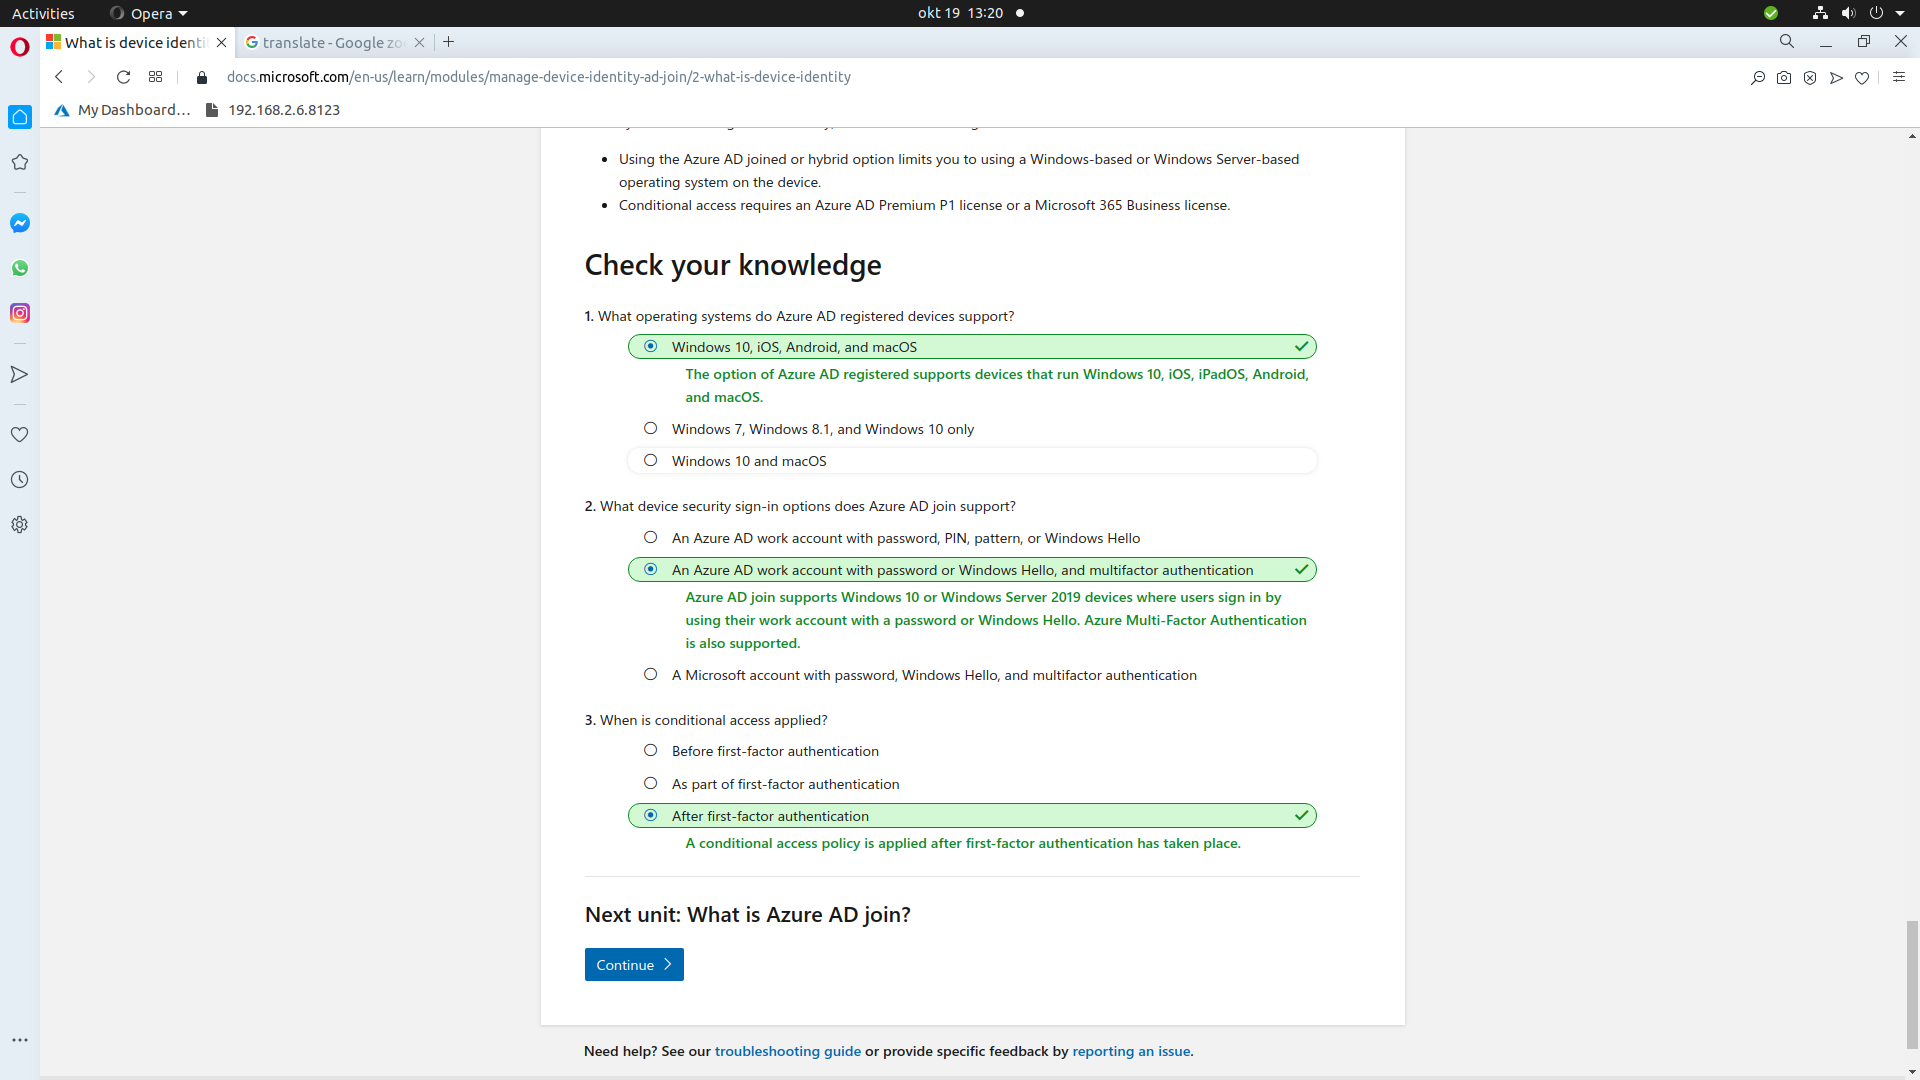 Activities
Opera
okt 19 13:20
What is device identi
translate - Google zo
docs.microsoft.com/en-us/learn/modules/manage-device-identity-ad-join/2-what-is-device-identity
My Dashboard...
192.168.2.6.8123
Using the Azure AD joined or hybrid option limits you to using a Windows-based or Windows Server-based
operating system on the device.
Conditional access requires an Azure AD Premium P1 license or a Microsoft 365 Business license.
Check your knowledge
1. What operating systems do Azure AD registered devices support?
Windows 10, iOS, Android, and macOS
The option of Azure AD registered supports devices that run Windows 10, iOS, iPadOS, Android,
and macOS.
Windows 7, Windows 8.1, and Windows 10 only
Windows 10 and macOS
2. What device security sign-in options does Azure AD join support?
An Azure AD work account with password, PIN, pattern, or Windows Hello
An Azure AD work account with password or Windows Hello, and multifactor authentication
Azure AD join supports Windows 10 or Windows Server 2019 devices where users sign in by
using their work account with a password or Windows Hello. Azure Multi-Factor Authentication
is also supported.
A Microsoft account with password, Windows Hello, and multifactor authentication
3. When is conditional access applied?
Before first-factor authentication
As part of first-factor authentication
After first-factor authentication
A conditional access policy is applied after first-factor authentication has taken place.
Next unit: What is Azure AD join?
Continue
Need help? See our troubleshooting guide or provide specific feedback by reporting an issue.